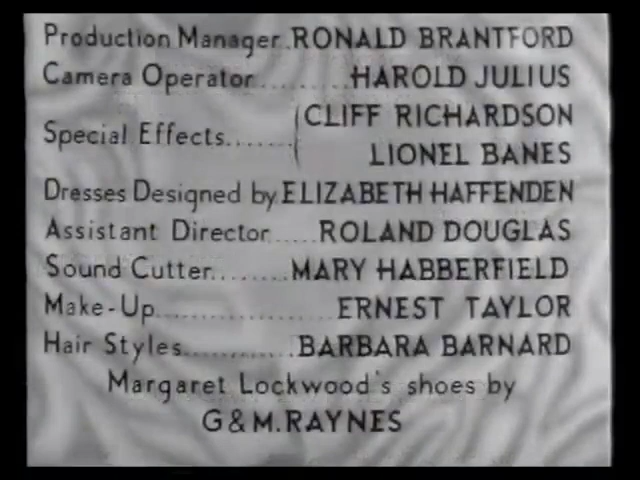 Production Manager.RONALD BRANTFORD
Camera Operator..........HAROLD JULIUS
CLIFF RICHARDSON
Special Effects.......
LIONEL BANES
Dresses Designed by ELIZABETH HAFFENDEN
Assistant Director.....ROLAND DOUGLAS
Sound Cutter........MARY HABBERFIELD
Make-Up.................ERNEST TAYLOR
Hair Styles...........BARBARA BARNARD
Margaret Lockwood's shoes by
G & M. RAYNES